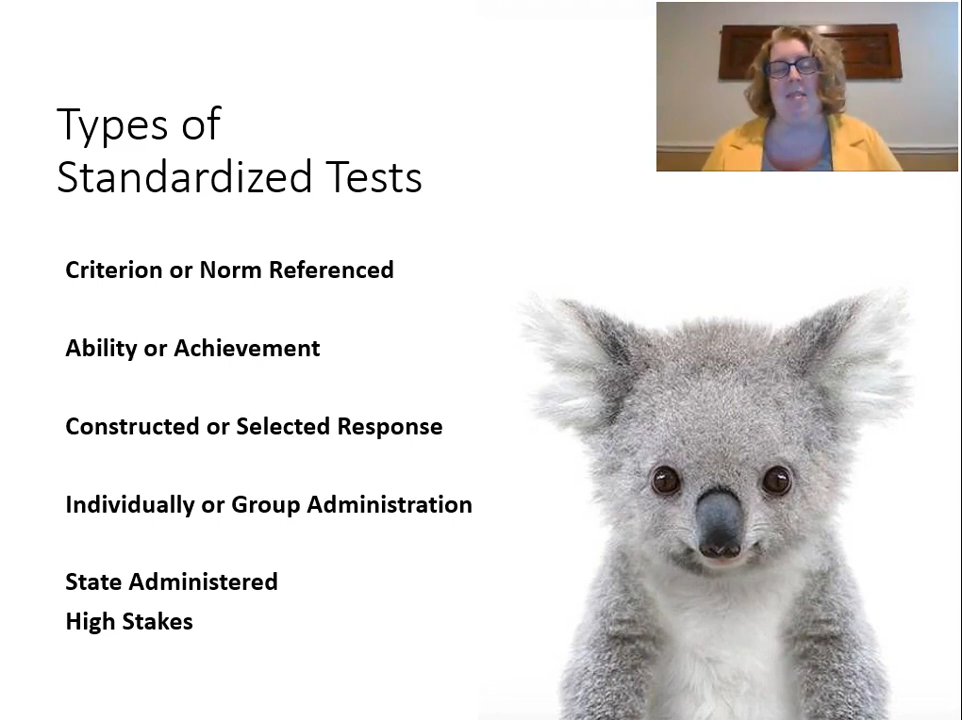 Types of
Standardized Tests
Criterion or Norm Referenced
Ability or Achievement
Constructed or Selected Response
Individually or Group Administration
State Administered
High Stakes